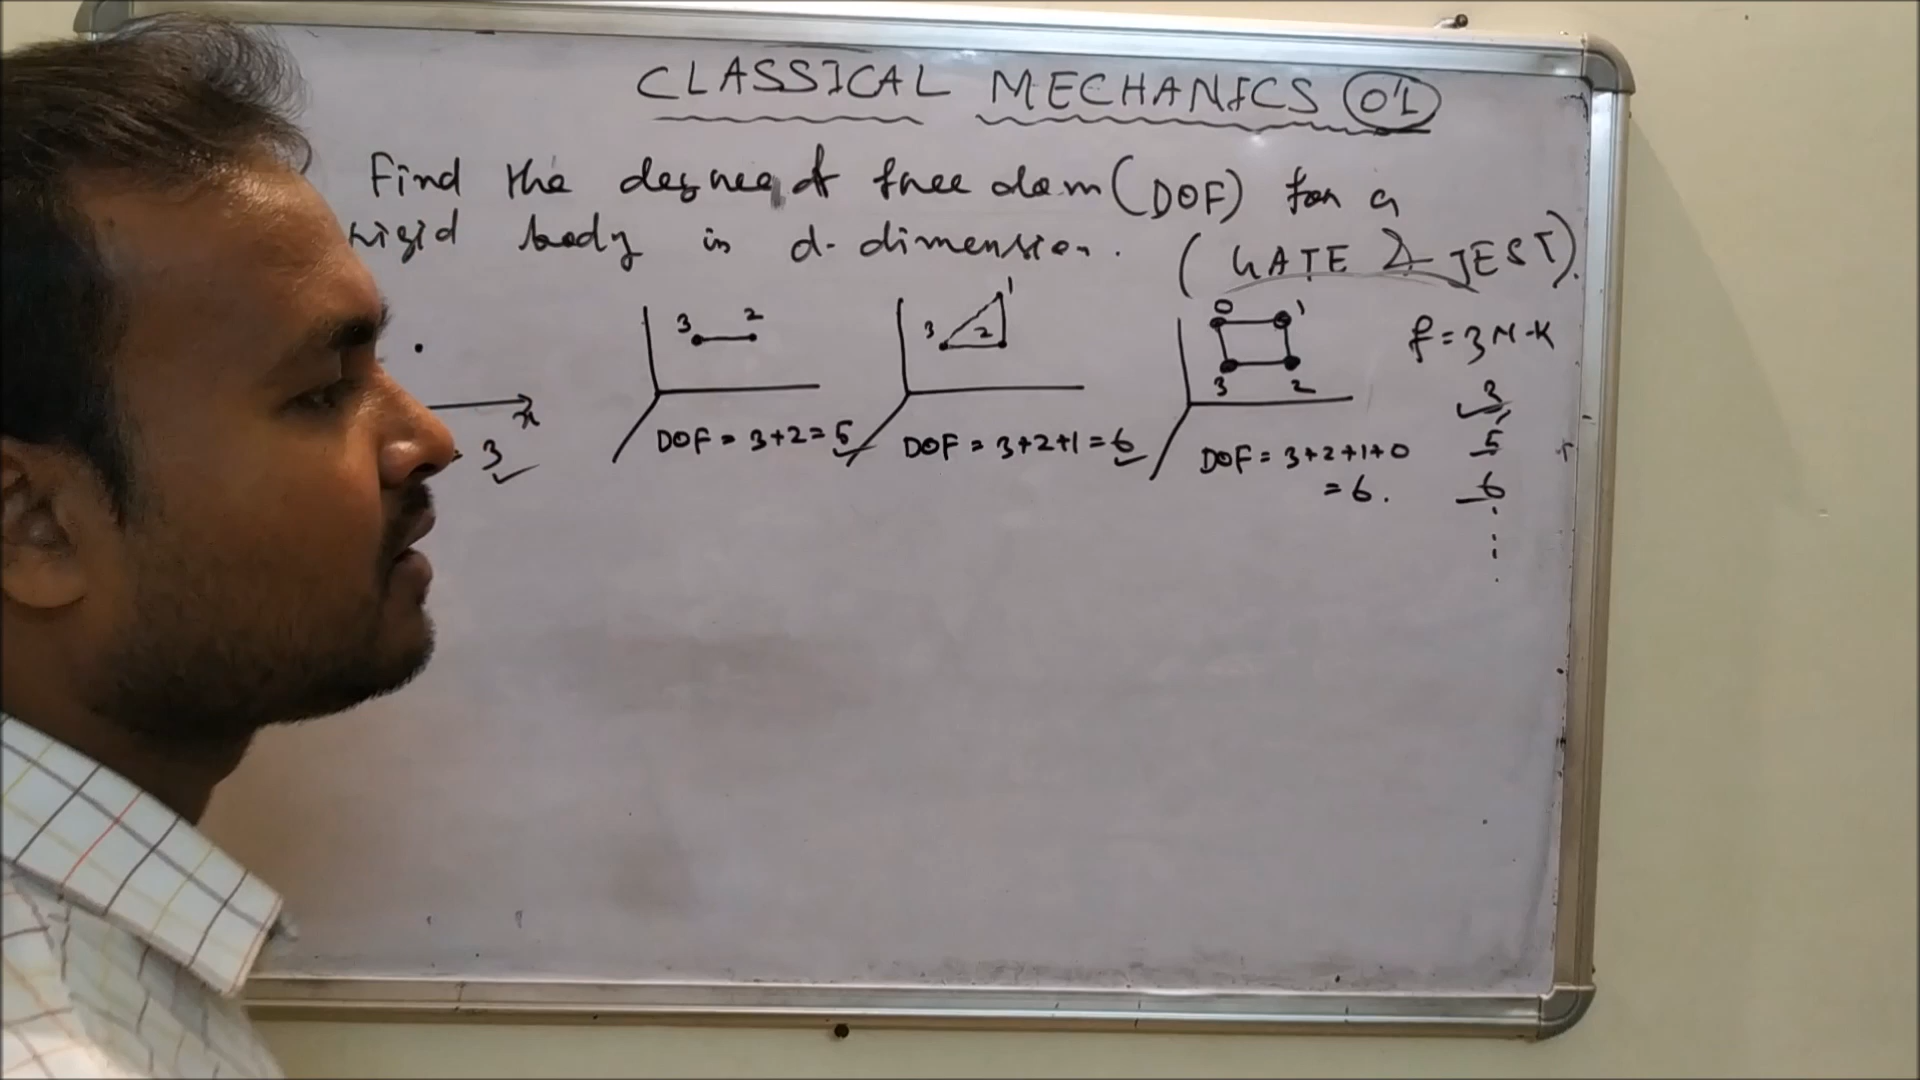 CLASSICAL MECHANICS 01
Find the degree of freedom (DOF) for a
rigid body in d-dimension. (GATE & JEST).
3 2
3 2 1
0 1
3 2
f = 3N-K
3
5
6
x
= 3
DOF = 3+2=5
DOF = 3+2+1=6
DOF = 3+2+1+0
= 6.